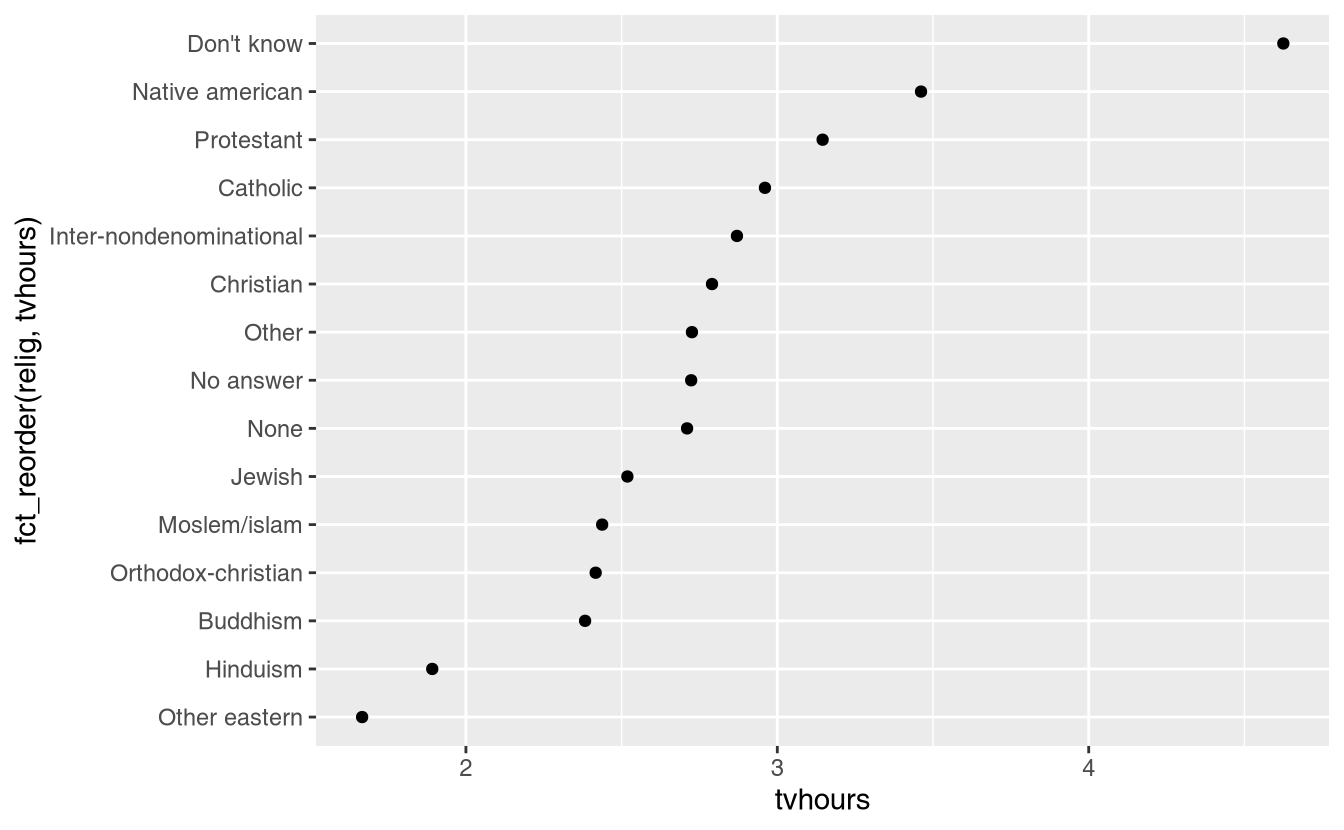 Don't know
Native american
Protestant
Catholic
Inter-nondenominational
Christian
Other
No answer
None
Jewish
Moslem/islam
Orthodox-christian
Buddhism
Hinduism
Other eastern
fct_reorder(relig, tvhours)
2 3 4
tvhours